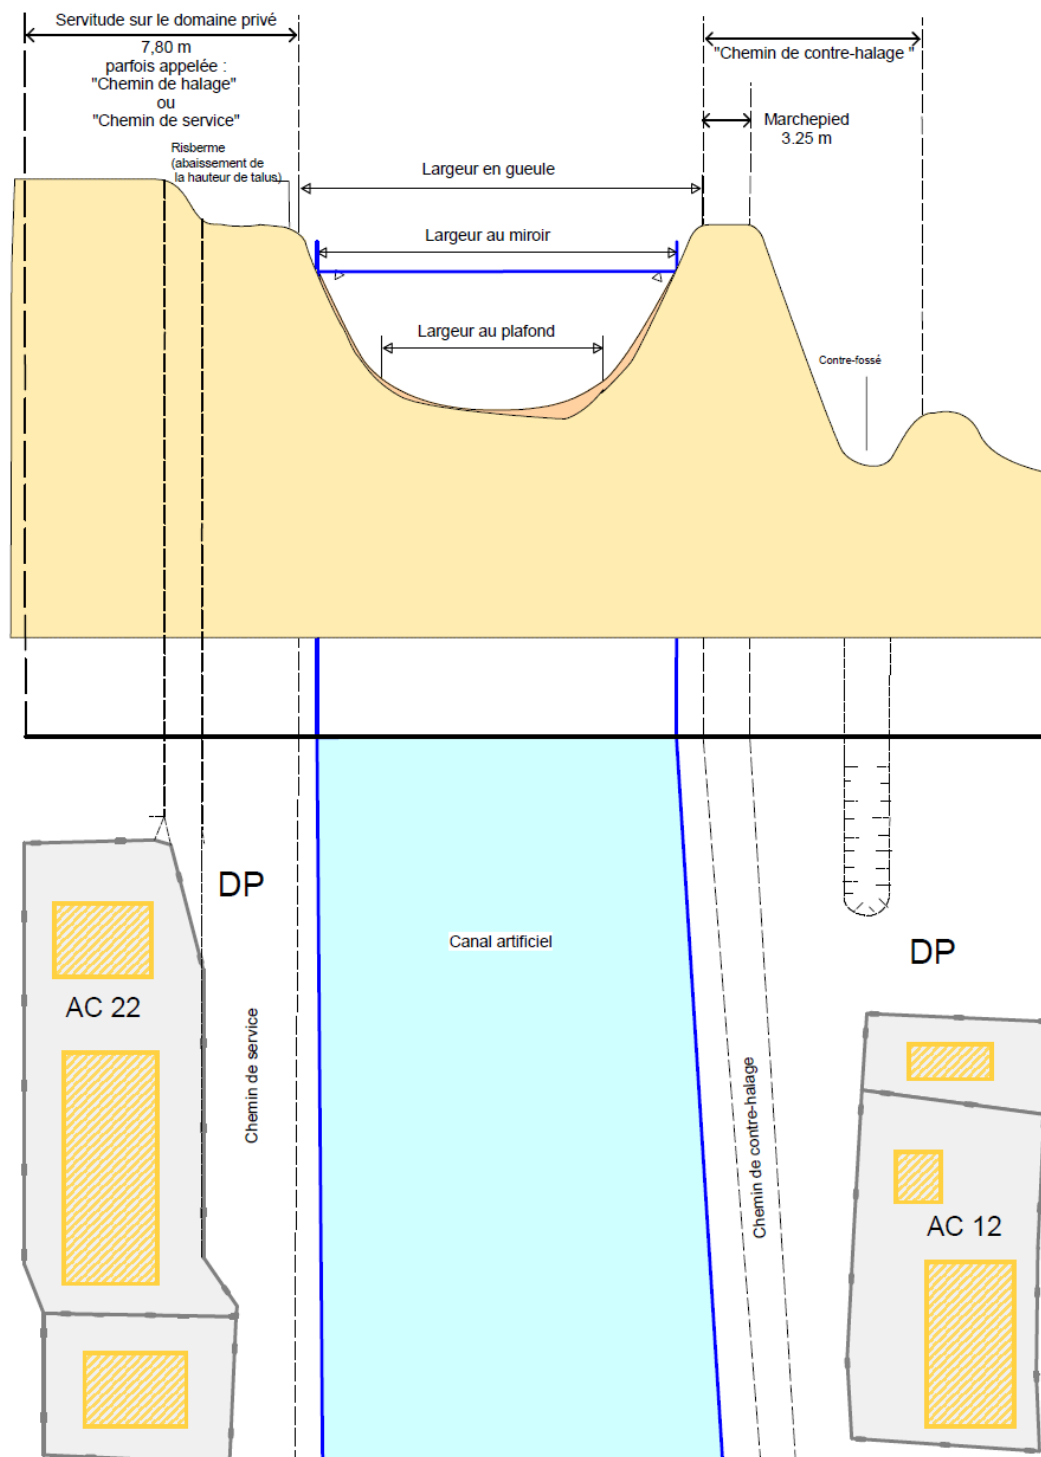 Servitude sur le domaine privé
7,80 m
parfois appelée :
"Chemin de halage"
ou
"Chemin de service"
"Chemin de contre-halage "
Marchepied
3.25 m
Risberme
(abaissement de
la hauteur de talus)
Largeur en gueule
Largeur au miroir
Largeur au plafond
Contre-fossé
DP
Canal artificiel
DP
AC 22
Chemin de service
Chemin de contre-halage
AC 12